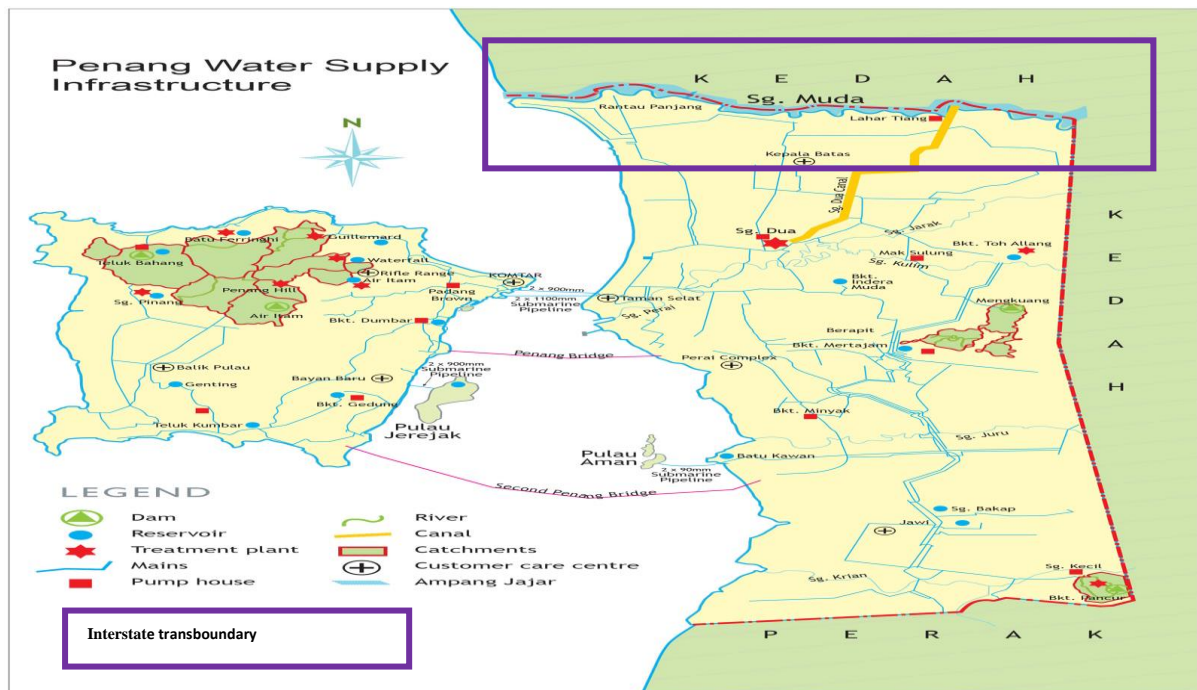 Penang Water Supply
Infrastructure
N
K E D A H
Sg. Muda
Rantau Panjang
Lahar Tiang
Kepala Batas
Sg. Dua Canal
Sg. Dua
Sg. Jarak
Mak Sulung
Sg. Kulim
Bkt. Toh Allang
Bkt.
Indera
Muda
Mengkuang
Berapit
Bkt. Mertajam
K E D A H
Batu Ferringhi
Guillemard
Teluk Bahang
Waterfall
Rifle Range
Air Itam
Penang Hill
Sg. Pinang
Air Itam
Padang
Brown
KOMTAR
2 x 900mm
2 x 1100mm
Submarine
Pipeline
Taman Selat
Sg. Perai
Bkt. Dumbar
Penang Bridge
Perai Complex
2 x 900mm
Submarine
Pipeline
Balik Pulau
Bayan Baru
Genting
Bkt. Gedung
Teluk Kumbar
Pulau
Jerejak
Bkt. Minyak
Sg. Juru
Pulau
Aman
2 x 90mm
Submarine
Pipeline
Batu Kawan
Second Penang Bridge
Sg. Bakap
Jawi
Sg. Kecil
Sg. Krian
Bkt. Pancur
P E R A K
LEGEND
Dam
Reservoir
Treatment plant
Mains
Pump house
River
Canal
Catchments
Customer care centre
Ampang Jajar
Interstate transboundary